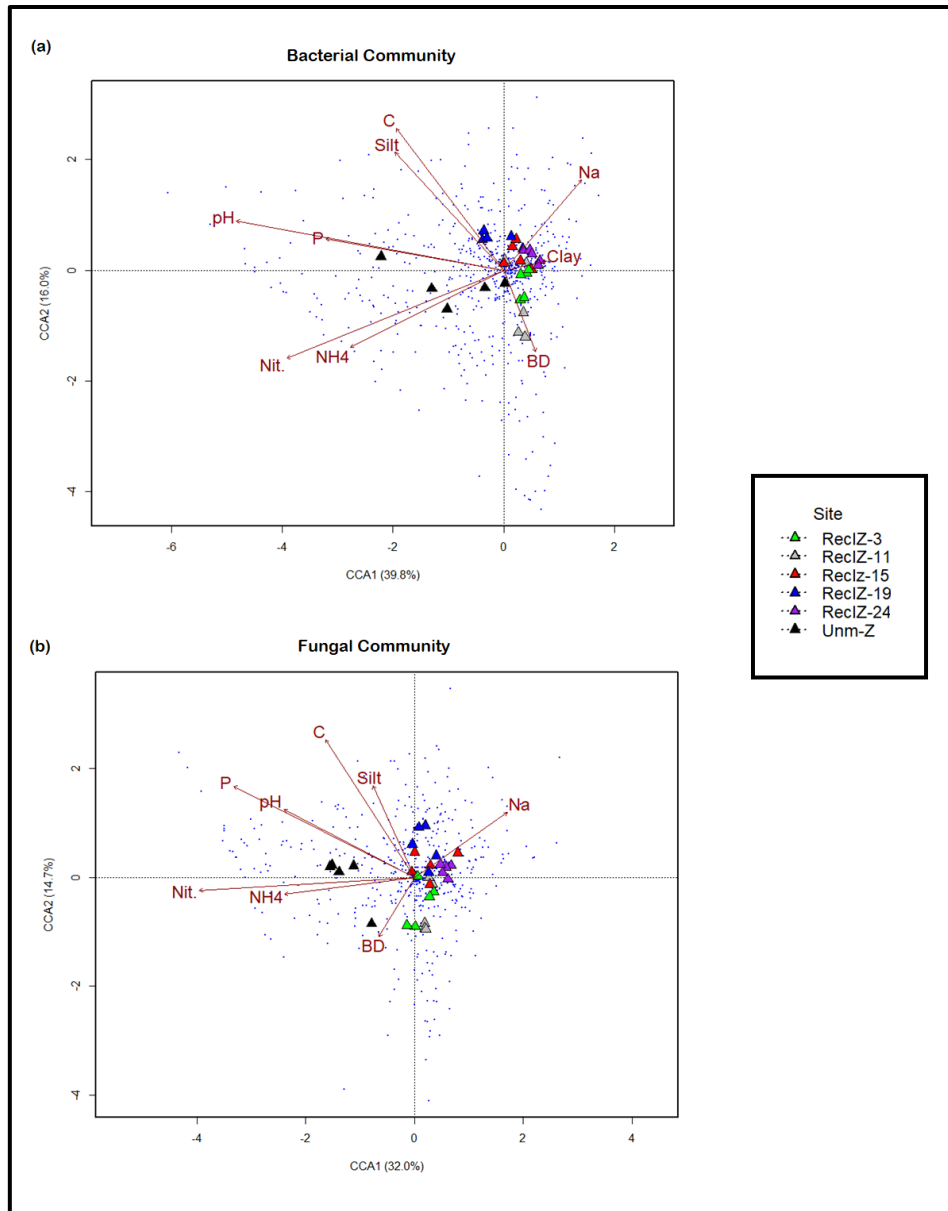 (a)
Bacterial Community
C
Silt
Na
pH
P
Clay
NH4
Nit.
BD
2
0
-2
-4
CCA2 (16.0%)
-6
-4
-2
0
2
CCA1 (39.8%)
Site
RecIZ-3
RecIZ-11
RecIz-15
RecIZ-19
RecIZ-24
Unm-Z
(b)
Fungal Community
C
P
Silt
pH
Na
Nit.
NH4
BD
2
0
-2
-4
CCA2 (14.7%)
-4
-2
0
2
4
CCA1 (32.0%)